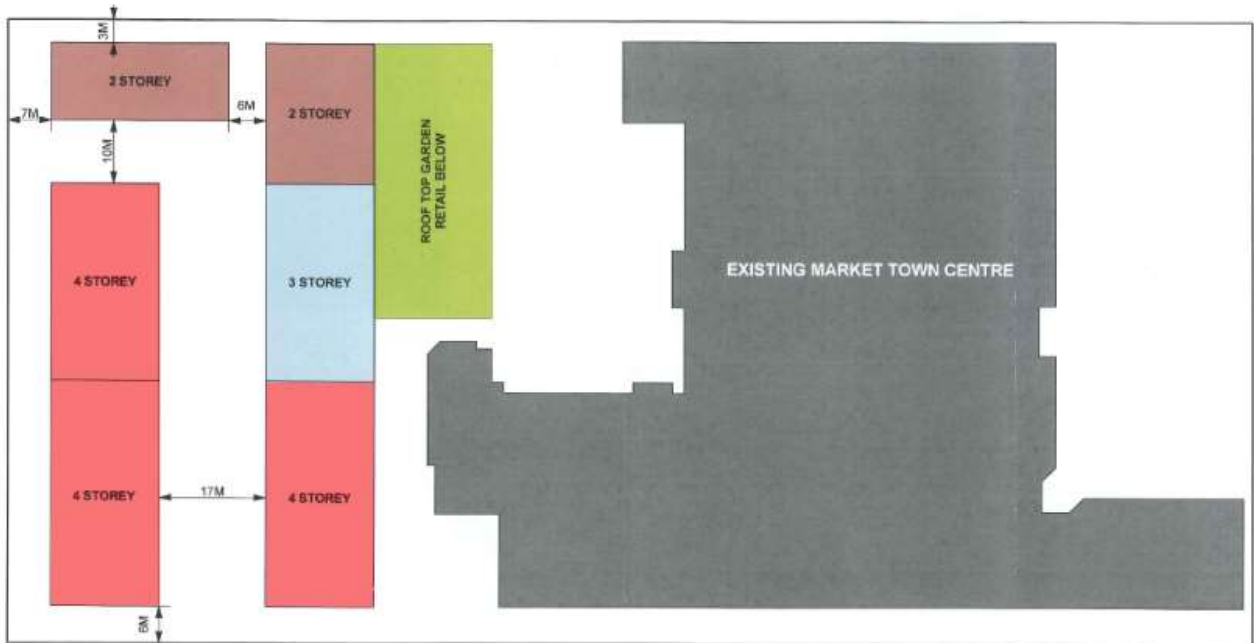 3M
2 STOREY
7M
6M
2 STOREY
10M
ROOF TOP GARDEN
RETAIL BELOW
4 STOREY
3 STOREY
EXISTING MARKET TOWN CENTRE
4 STOREY
17M
4 STOREY
6M